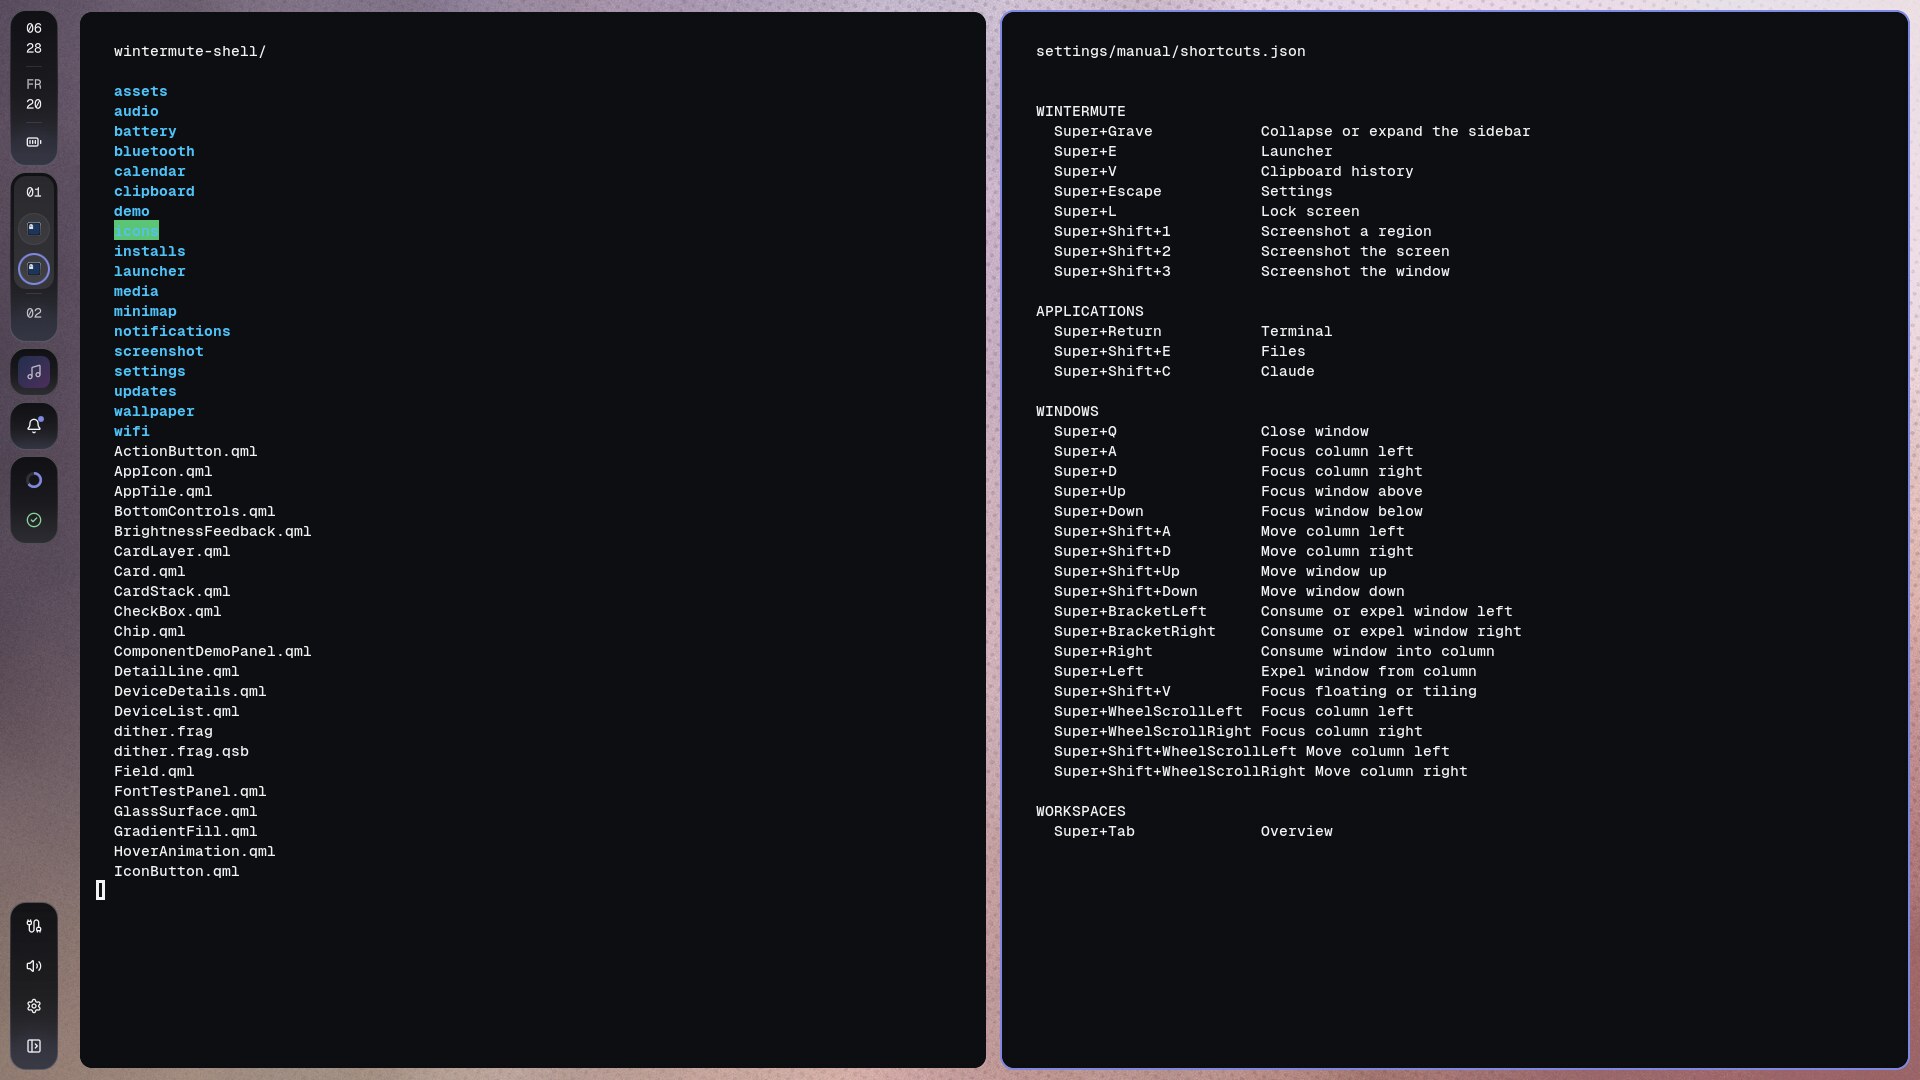 06
28
FR
20
01
02
wintermute-shell/
assets
audio
battery
bluetooth
calendar
clipboard
demo
icons
installs
launcher
media
minimap
notifications
screenshot
settings
updates
wallpaper
wifi
ActionButton.qml
AppIcon.qml
AppTile.qml
BottomControls.qml
BrightnessFeedback.qml
CardLayer.qml
Card.qml
CardStack.qml
CheckBox.qml
Chip.qml
ComponentDemoPanel.qml
DetailLine.qml
DeviceDetails.qml
DeviceList.qml
dither.frag
dither.frag.qsb
Field.qml
FontTestPanel.qml
GlassSurface.qml
GradientFill.qml
HoverAnimation.qml
IconButton.qml
settings/manual/shortcuts.json
WINTERMUTE
Super+Grave Collapse or expand the sidebar
Super+E Launcher
Super+V Clipboard history
Super+Escape Settings
Super+L Lock screen
Super+Shift+1 Screenshot a region
Super+Shift+2 Screenshot the screen
Super+Shift+3 Screenshot the window
APPLICATIONS
Super+Return Terminal
Super+Shift+E Files
Super+Shift+C Claude
WINDOWS
Super+Q Close window
Super+A Focus column left
Super+D Focus column right
Super+Up Focus window above
Super+Down Focus window below
Super+Shift+A Move column left
Super+Shift+D Move column right
Super+Shift+Up Move window up
Super+Shift+Down Move window down
Super+BracketLeft Consume or expel window left
Super+BracketRight Consume or expel window right
Super+Right Consume window into column
Super+Left Expel window from column
Super+Shift+V Focus floating or tiling
Super+WheelScrollLeft Focus column left
Super+WheelScrollRight Focus column right
Super+Shift+WheelScrollLeft Move column left
Super+Shift+WheelScrollRight Move column right
WORKSPACES
Super+Tab Overview